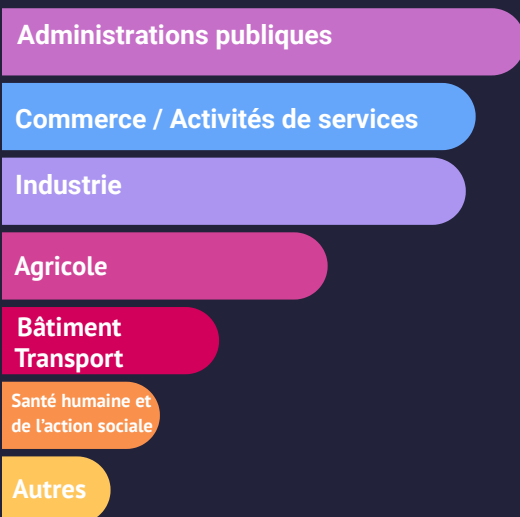 Administrations publiques
Commerce / Activités de services
Industrie
Agricole
Bâtiment
Transport
Santé humaine et
de l'action sociale
Autres